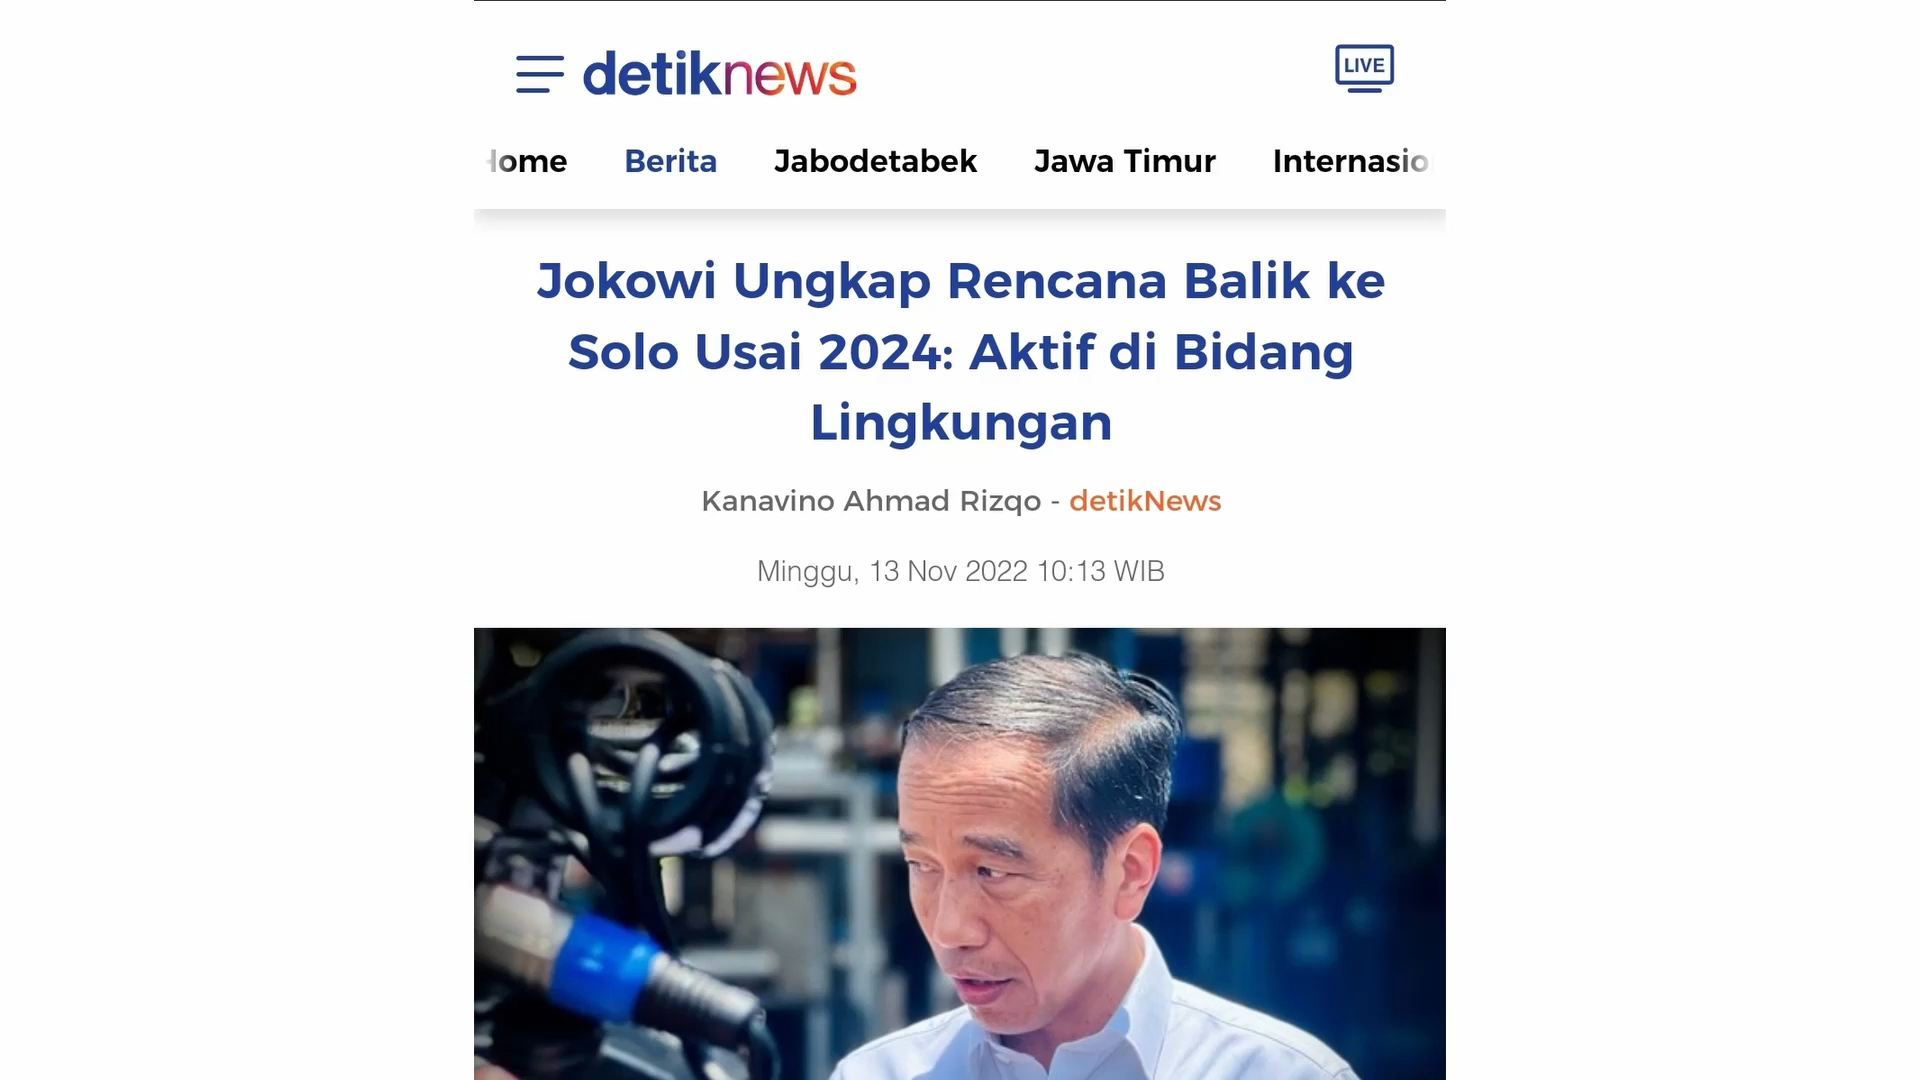 detiknews
LIVE
Home Berita Jabodetabek Jawa Timur Internasio
Jokowi Ungkap Rencana Balik ke
Solo Usai 2024: Aktif di Bidang
Lingkungan
Kanavino Ahmad Rizqo - detikNews
Minggu, 13 Nov 2022 10:13 WIB